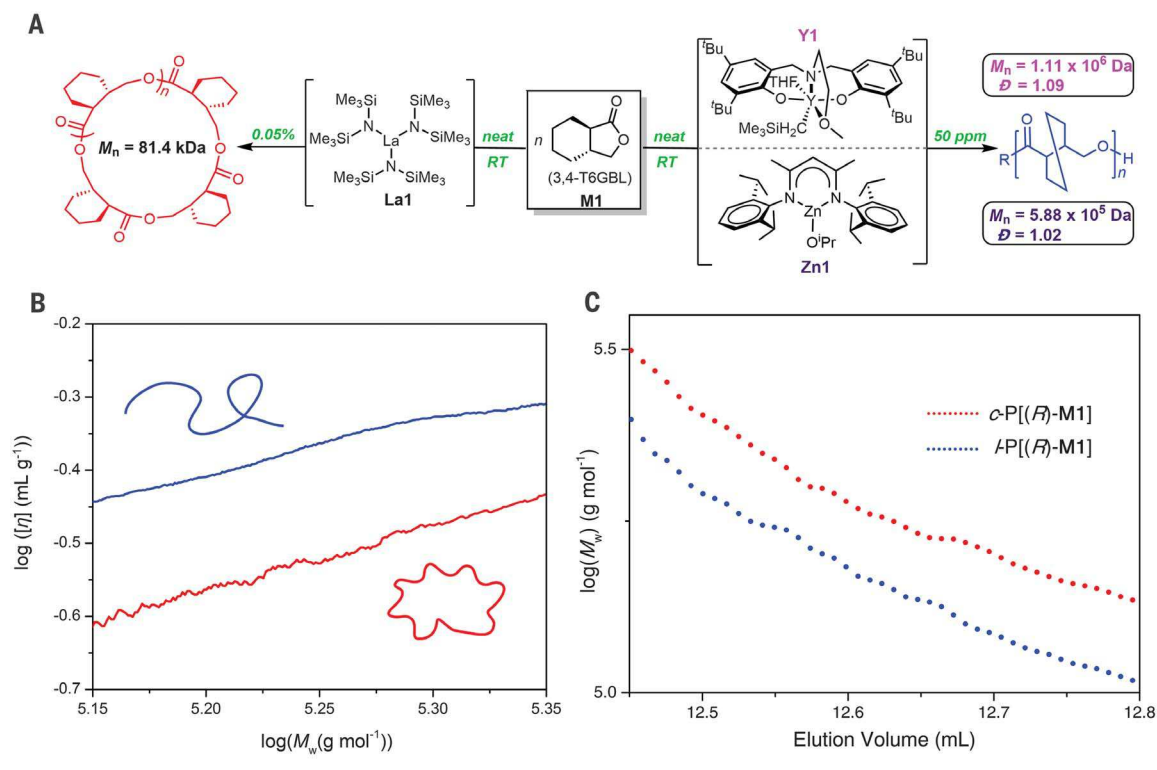 A
O
O
n
O
O
O
O
O
O
Mn = 81.4 kDa
0.05%
Me3Si
SiMe3
N
N
Me3Si
SiMe3
La
N
Me3Si
SiMe3
La1
neat
RT
n
O
O
H
H
(3,4-T6GBL)
M1
neat
RT
Y1
tBu
tBu
N
THF
Y
O
O
tBu
tBu
Me3SiH2C
O
N
N
Zn
OiPr
Zn1
50 ppm
Mn = 1.11 x 10⁶ Da
Đ = 1.09
R
O
O
H
n
Mn = 5.88 x 10⁵ Da
Đ = 1.02
B
-0.2
-0.3
-0.4
-0.5
-0.6
-0.7
log ([η] (mL g⁻¹))
5.15
5.20
5.25
5.30
5.35
log(Mw(g mol⁻¹))
C
5.5
5.0
log(Mw) (g mol⁻¹)
c-P[(R)-M1]
l-P[(R)-M1]
12.5
12.6
12.7
12.8
Elution Volume (mL)